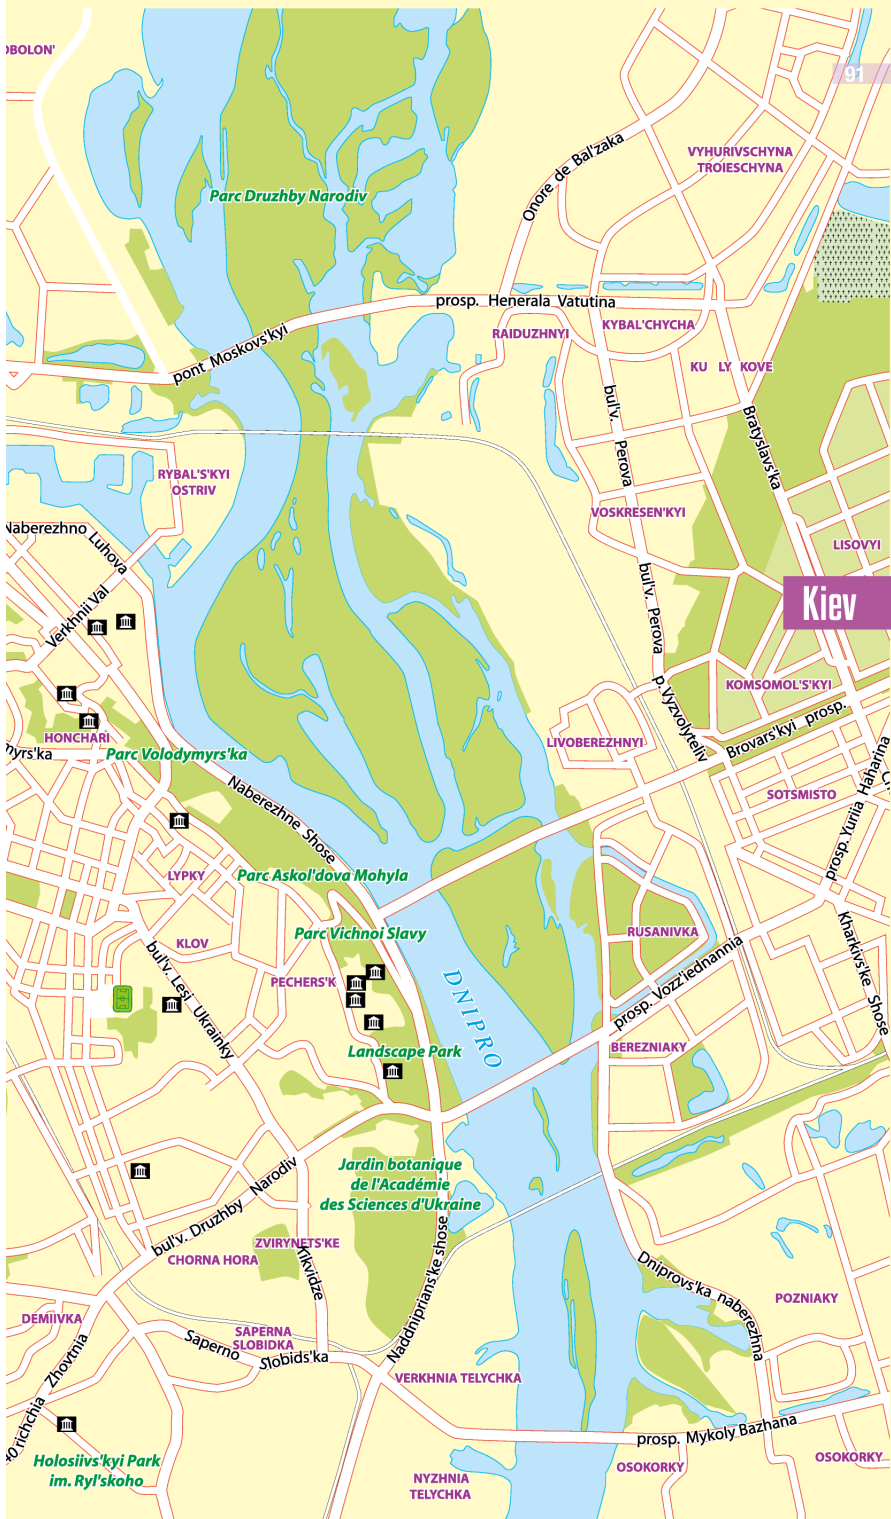 OBOLON'
91
VYHURIVSCHYNA
TROIESCHYNA
Onore de Bal'zaka
Parc Druzhby Narodiv
prosp. Henerala Vatutina
RAIDUZHNYI
KYBAL'CHYCHA
pont Moskovs'kyi
KU LY KOVE
bul'v. Perova
Bratyslavs'ka
RYBAL'S'KYI
OSTRIV
VOSKRESEN'KYI
Naberezhno Luhova
LISOVYI
Verkhnii Val
bul'v. Perova
Kiev
KOMSOMOL'S'KYI
p. Vyzvolyteliv
Brovars'kyi prosp.
HONCHARI
LIVOBEREZHNYI
myrs'ka
Parc Volodymyrs'ka
Naberezhne Shose
SOTSMISTO
prosp. Yuriia Haharina
LYPKY
Parc Askol'dova Mohyla
Parc Vichnoi Slavy
RUSANIVKA
KLOV
bul'v. Lesi Ukrainky
PECHERS'K
DNIPRO
prosp. Vozz'iednannia
Kharkivs'ke Shose
Landscape Park
BEREZNIAKY
Jardin botanique
de l'Académie
des Sciences d'Ukraine
bul'v. Druzhby Narodiv
ZVIRYNETS'KE
CHORNA HORA
Kikvidze
Naddniprians'ke shose
Dniprovs'ka naberezhna
POZNIAKY
DEMIIVKA
SAPERNA
SLOBIDKA
Saperno Slobids'ka
VERKHNIA TELYCHKA
40 richchia Zhovtnia
prosp. Mykoly Bazhana
Holosiivs'kyi Park
im. Ryl'skoho
NYZHNIA
TELYCHKA
OSOKORKY
OSOKORKY